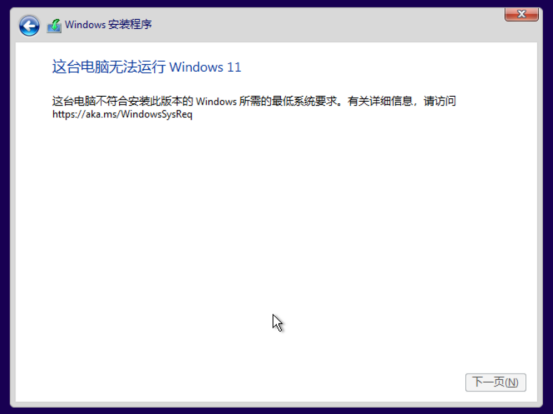 Windows 安装程序
这台电脑无法运行 Windows 11
这台电脑不符合安装此版本的 Windows 所需的最低系统要求。有关详细信息，请访问
https://aka.ms/WindowsSysReq
下一页(N)